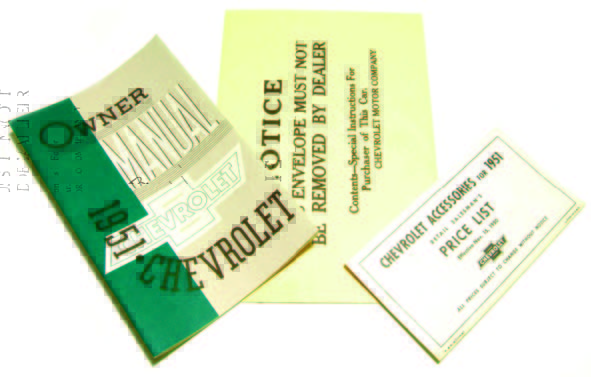 OWNER
MANUAL
CHEVROLET
1951 CHEVROLET
OTICE
ENVELOPE MUST NOT
BE REMOVED BY DEALER
Contents—Special Instructions For
Purchaser of This Car.
CHEVROLET MOTOR COMPANY
CHEVROLET ACCESSORIES FOR 1951
RETAIL SALESMAN'S
PRICE LIST
CHEVROLET
ALL PRICES SUBJECT TO CHANGE WITHOUT NOTICE